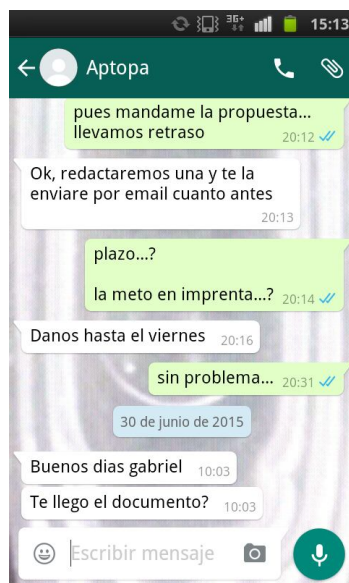 3G+ 15:13
Aptopa
pues mandame la propuesta...
llevamos retraso 20:12
Ok, redactaremos una y te la
enviare por email cuanto antes
20:13
plazo...?
la meto en imprenta...? 20:14
Danos hasta el viernes 20:16
sin problema... 20:31
30 de junio de 2015
Buenos dias gabriel 10:03
Te llego el documento? 10:03
Escribir mensaje